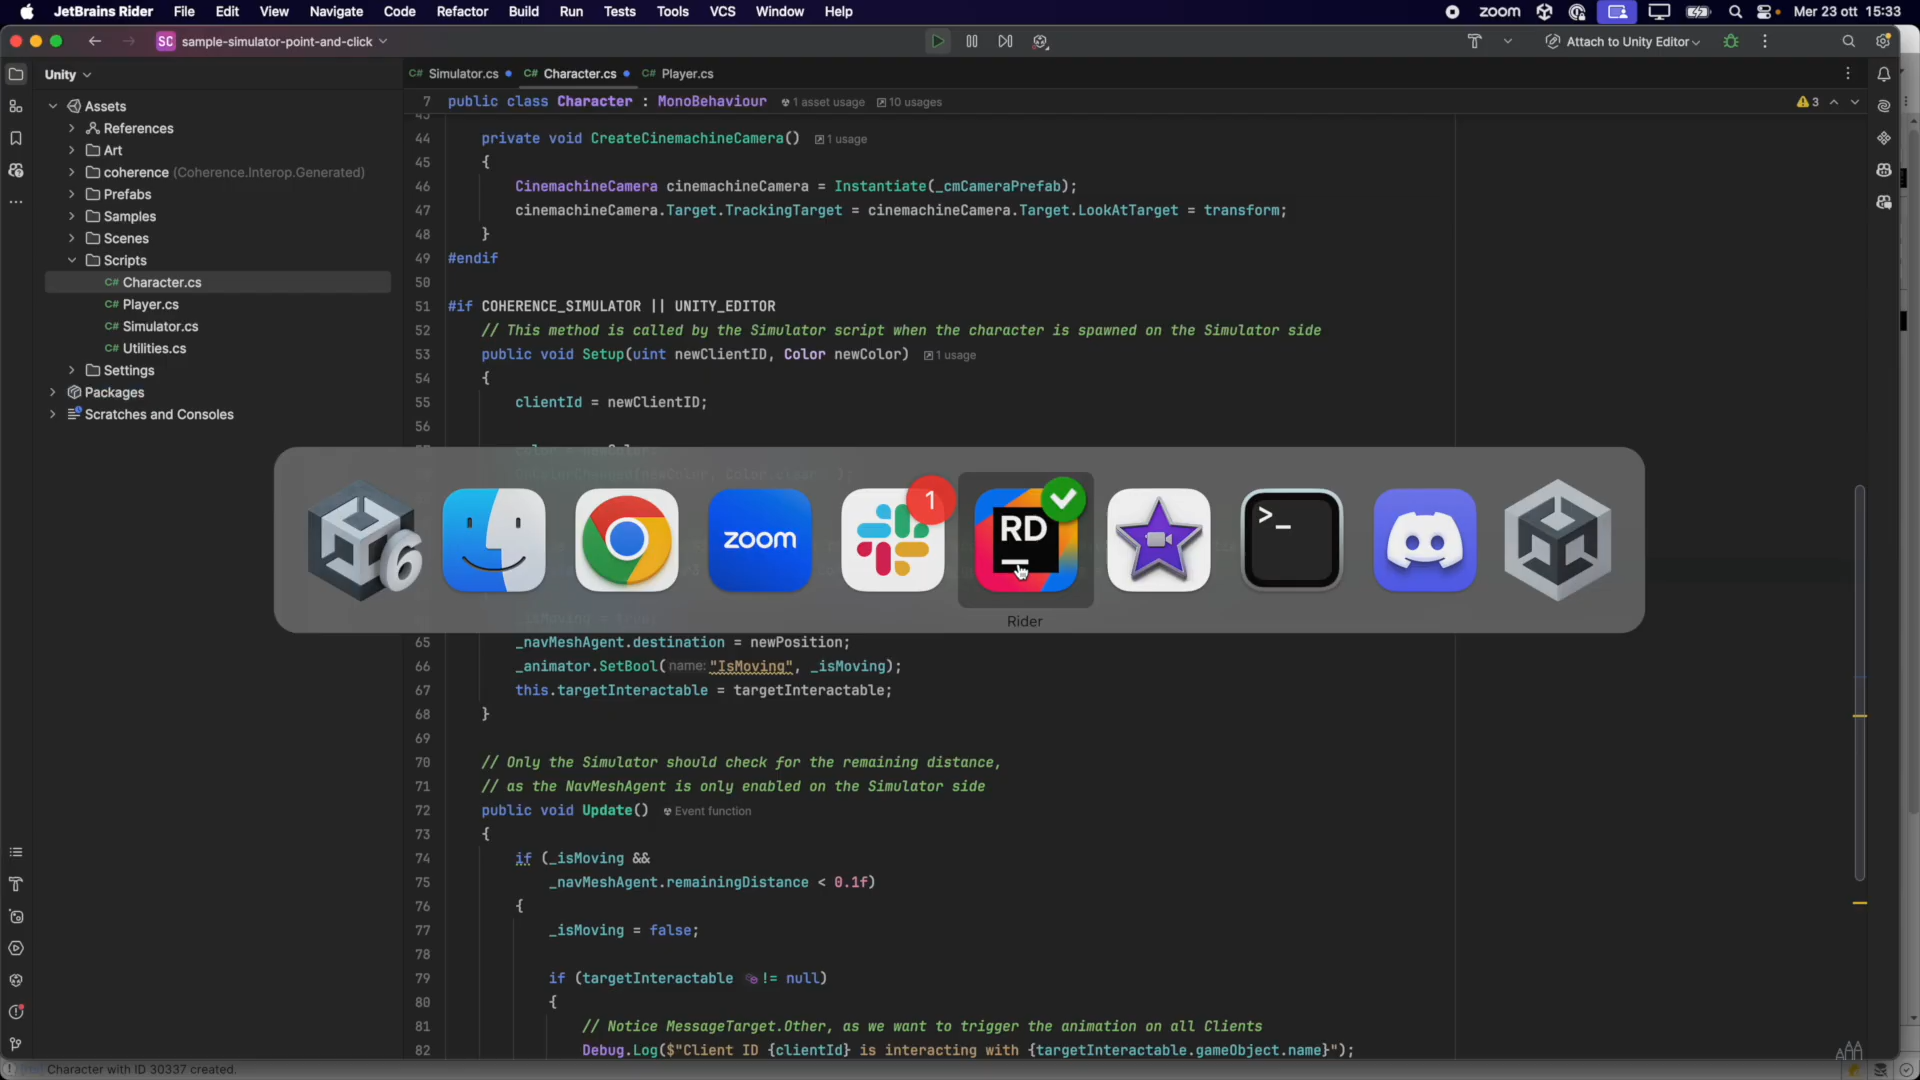 JetBrains Rider File Edit View Navigate Code Refactor Build Run Tests Tools VCS Window Help zoom Mer 23 ott 15:33
SC sample-simulator-point-and-click Attach to Unity Editor
Unity
Assets
References
Art
coherence (Coherence.Interop.Generated)
Prefabs
Samples
Scenes
Scripts
C# Character.cs
C# Player.cs
C# Simulator.cs
C# Utilities.cs
Settings
Packages
Scratches and Consoles
C# Simulator.cs C# Character.cs C# Player.cs
7 public class Character : MonoBehaviour 1 asset usage 10 usages 3
43
44 private void CreateCinemachineCamera() 1 usage
45 {
46 CinemachineCamera cinemachineCamera = Instantiate(_cmCameraPrefab);
47 cinemachineCamera.Target.TrackingTarget = cinemachineCamera.Target.LookAtTarget = transform;
48 }
49 #endif
50
51 #if COHERENCE_SIMULATOR || UNITY_EDITOR
52 // This method is called by the Simulator script when the character is spawned on the Simulator side
53 public void Setup(uint newClientID, Color newColor) 1 usage
54 {
55 clientId = newClientID;
56
1
zoom
RD
>_
6
Rider
65 _navMeshAgent.destination = newPosition;
66 _animator.SetBool( name: "IsMoving", _isMoving);
67 this.targetInteractable = targetInteractable;
68 }
69
70 // Only the Simulator should check for the remaining distance,
71 // as the NavMeshAgent is only enabled on the Simulator side
72 public void Update() Event function
73 {
74 if (_isMoving &&
75 _navMeshAgent.remainingDistance < 0.1f)
76 {
77 _isMoving = false;
78
79 if (targetInteractable != null)
80 {
81 // Notice MessageTarget.Other, as we want to trigger the animation on all Clients
82 Debug.Log($"Client ID {clientId} is interacting with {targetInteractable.gameObject.name}");
Character with ID 30337 created.